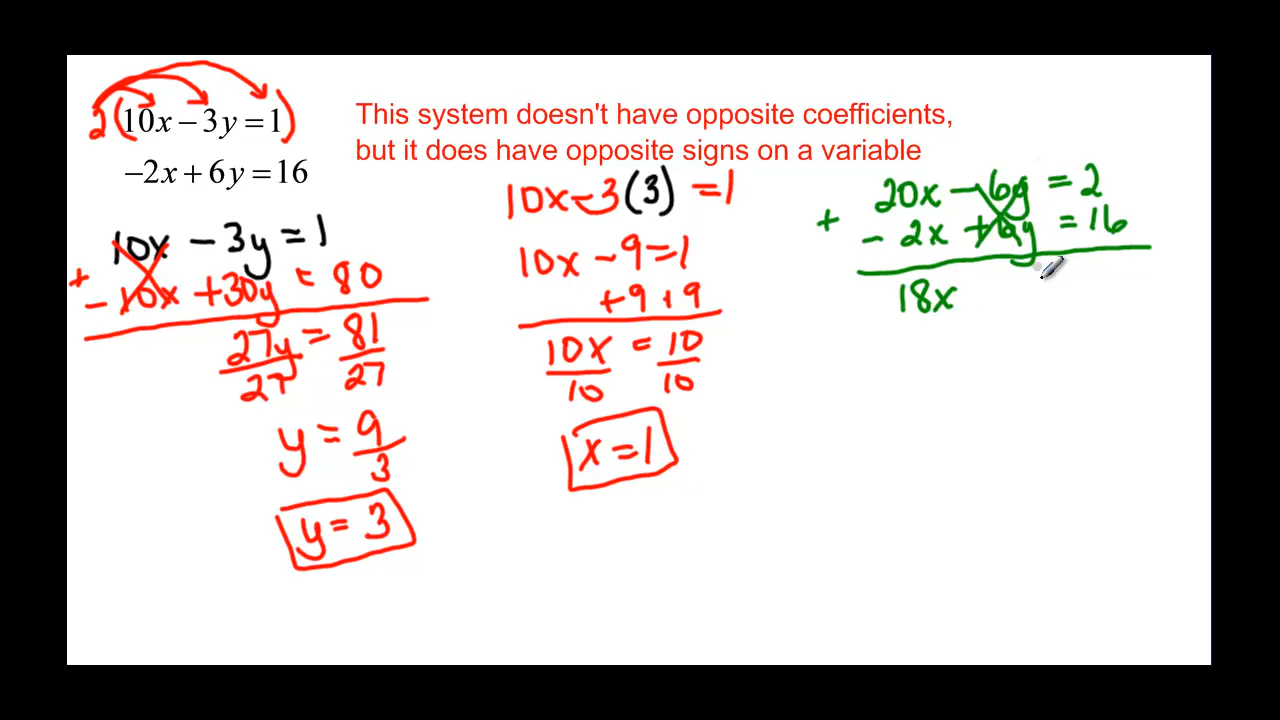 2(10x − 3y = 1)
−2x + 6y = 16
This system doesn't have opposite coefficients,
but it does have opposite signs on a variable
10x − 3y = 1
+ − 10x + 30y = 80
27y = 81
27 27
y = 9
3
y = 3
10x − 3(3) = 1
10x − 9 = 1
+9 +9
10x = 10
10 10
x = 1
20x − 6y = 2
+ − 2x + 6y = 16
18x